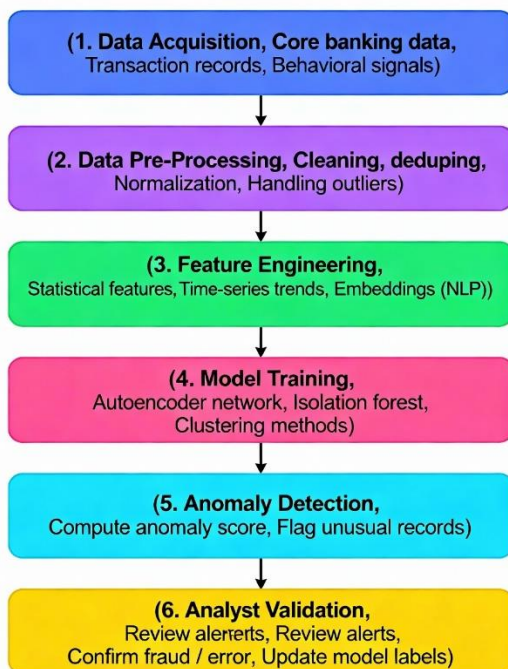 (1. Data Acquisition, Core banking data,
Transaction records, Behavioral signals)
(2. Data Pre-Processing, Cleaning, deduping,
Normalization, Handling outliers)
(3. Feature Engineering,
Statistical features, Time-series trends, Embeddings (NLP))
(4. Model Training,
Autoencoder network, Isolation forest,
Clustering methods)
(5. Anomaly Detection,
Compute anomaly score, Flag unusual records)
(6. Analyst Validation,
Review Review alerts,
Confirm fraud / error, Update model labels)